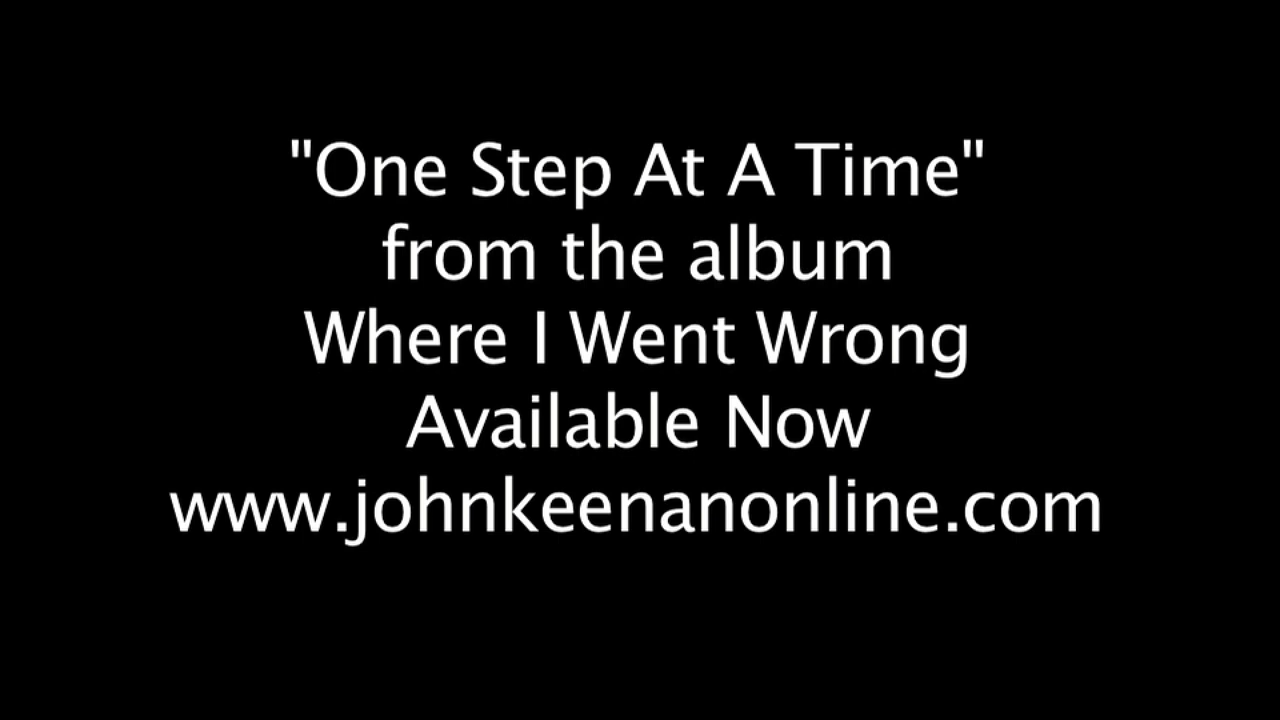 "One Step At A Time"
from the album
Where I Went Wrong
Available Now
www.johnkeenanonline.com